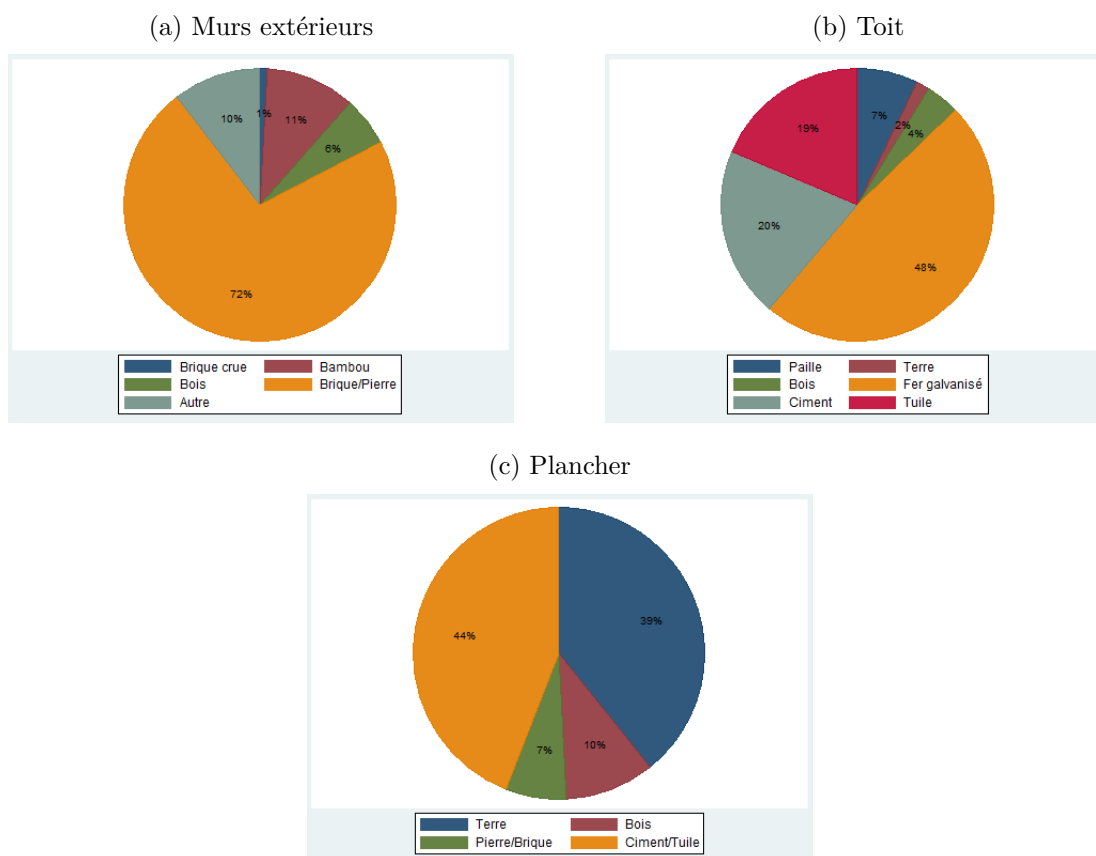 (a) Murs extérieurs
10%
1%
11%
6%
72%
Brique crue Bambou
Bois Brique/Pierre
Autre
(b) Toit
19%
7%
2%
4%
20%
48%
Paille Terre
Bois Fer galvanisé
Ciment Tuile
(c) Plancher
44%
39%
7%
10%
Terre Bois
Pierre/Brique Ciment/Tuile